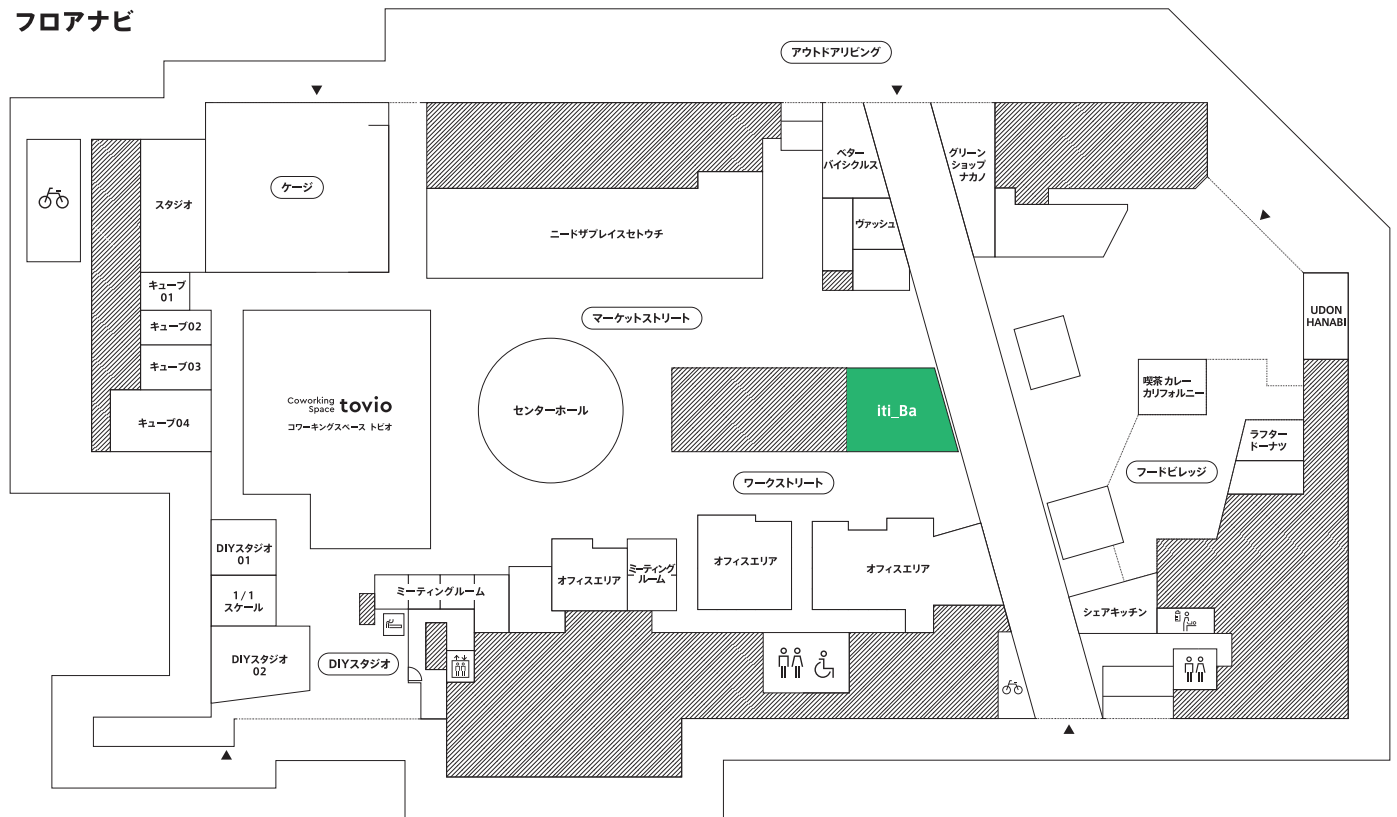 フロアナビ
アウトドアリビング
ケージ
スタジオ
ベター
バイシクルス
グリーン
ショップ
ナカノ
ヴァッシュ
ニードザプレイスセトウチ
キューブ
01
キューブ02
キューブ03
キューブ04
マーケットストリート
UDON
HANABI
Coworking
Space tovio
コワーキングスペース トビオ
センターホール
iti_Ba
喫茶 カレー
カリフォルニー
ラフター
ドーナツ
フードビレッジ
ワークストリート
DIYスタジオ
01
1/1
スケール
DIYスタジオ
02
DIYスタジオ
ミーティングルーム
オフィスエリア
ミーティング
ルーム
オフィスエリア
オフィスエリア
シェアキッチン